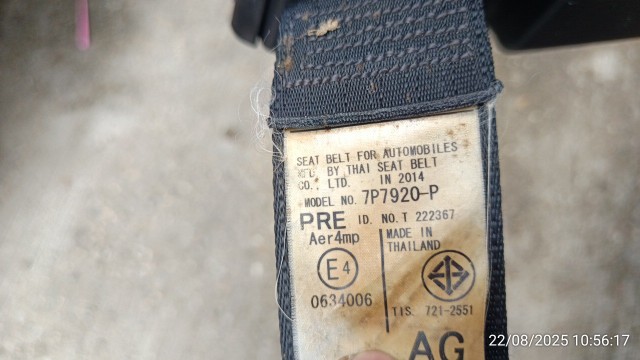 SEAT BELT FOR AUTOMOBILES
MFD. BY THAI SEAT BELT
CO., LTD. IN 2014
MODEL NO. 7P7920-P
PRE ID. NO. T 222367
Aer4mp
MADE IN
THAILAND
E4
0634006
TIS. 721-2551
AG
22/08/2025 10:56:17